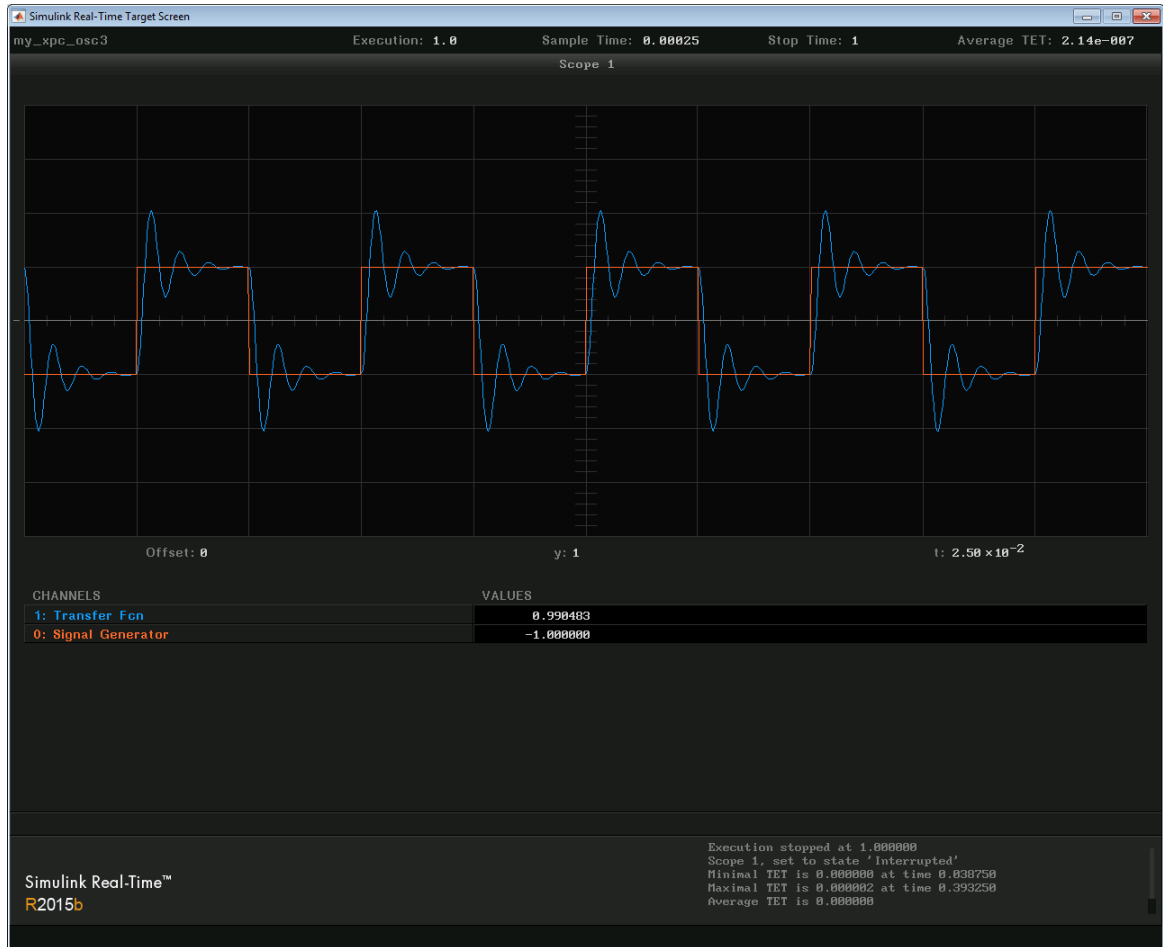 Simulink Real-Time Target Screen
my_xpc_osc3 Execution: 1.0 Sample Time: 0.00025 Stop Time: 1 Average TET: 2.14e-007
Scope 1
Offset: 0 y: 1 t: 2.50 ×10⁻²
CHANNELS VALUES
1: Transfer Fcn 0.990483
0: Signal Generator -1.000000
Execution stopped at 1.000000
Scope 1, set to state 'Interrupted'
Minimal TET is 0.000000 at time 0.038750
Maximal TET is 0.000002 at time 0.393250
Average TET is 0.000000
Simulink Real-Time™
R2015b